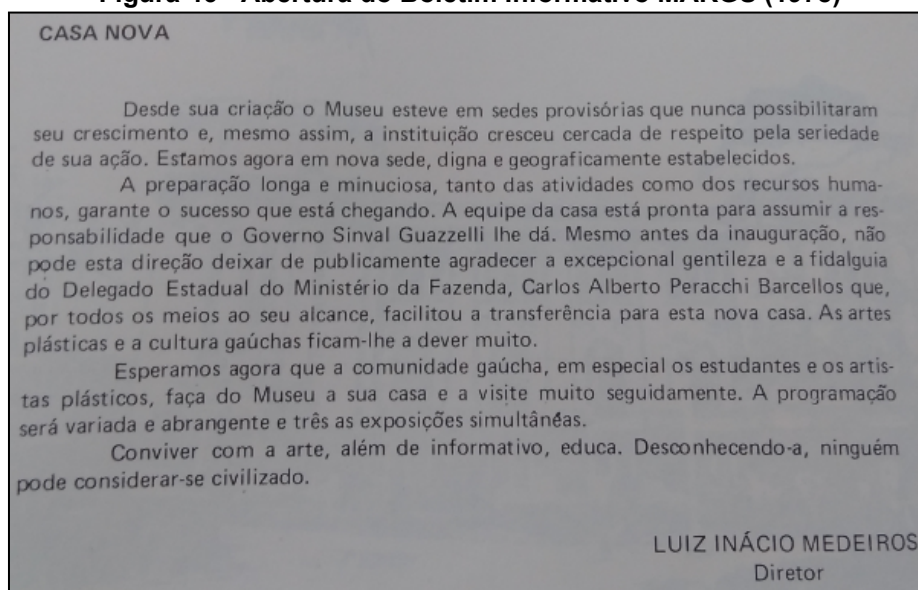 CASA NOVA
Desde sua criação o Museu esteve em sedes provisórias que nunca possibilitaram
seu crescimento e, mesmo assim, a instituição cresceu cercada de respeito pela seriedade
de sua ação. Estamos agora em nova sede, digna e geograficamente estabelecidos.
A preparação longa e minuciosa, tanto das atividades como dos recursos huma-
nos, garante o sucesso que está chegando. A equipe da casa está pronta para assumir a res-
ponsabilidade que o Governo Sinval Guazzelli lhe dá. Mesmo antes da inauguração, não
pode esta direção deixar de publicamente agradecer a excepcional gentileza e a fidalguia
do Delegado Estadual do Ministério da Fazenda, Carlos Alberto Peracchi Barcellos que,
por todos os meios ao seu alcance, facilitou a transferência para esta nova casa. As artes
plásticas e a cultura gaúchas ficam-lhe a dever muito.
Esperamos agora que a comunidade gaúcha, em especial os estudantes e os artis-
tas plásticos, faça do Museu a sua casa e a visite muito seguidamente. A programação
será variada e abrangente e três as exposições simultâneas.
Conviver com a arte, além de informativo, educa. Desconhecendo-a, ninguém
pode considerar-se civilizado.
LUIZ INÁCIO MEDEIROS
Diretor